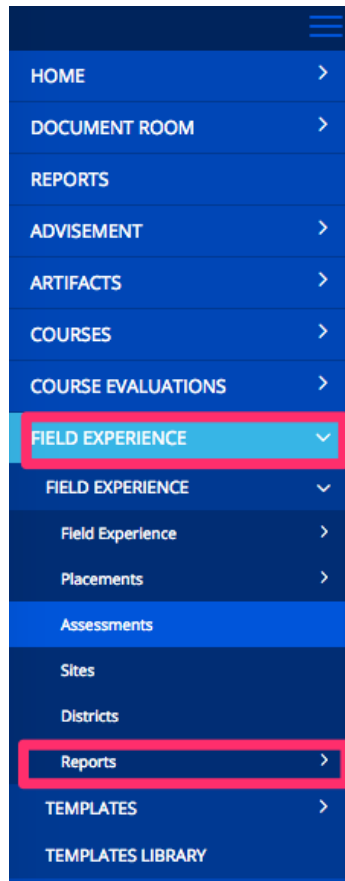 HOME
DOCUMENT ROOM
REPORTS
ADVISEMENT
ARTIFACTS
COURSES
COURSE EVALUATIONS
FIELD EXPERIENCE
FIELD EXPERIENCE
Field Experience
Placements
Assessments
Sites
Districts
Reports
TEMPLATES
TEMPLATES LIBRARY